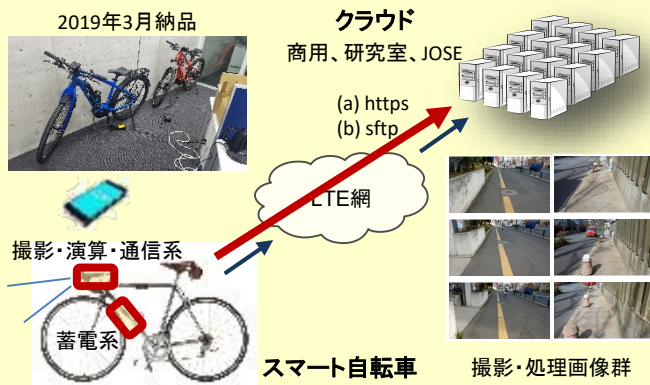 2019年3月納品
クラウド
商用、研究室、JOSE
(a) https
(b) sftp
LTE網
撮影・演算・通信系
蓄電系
スマート自転車
撮影・処理画像群